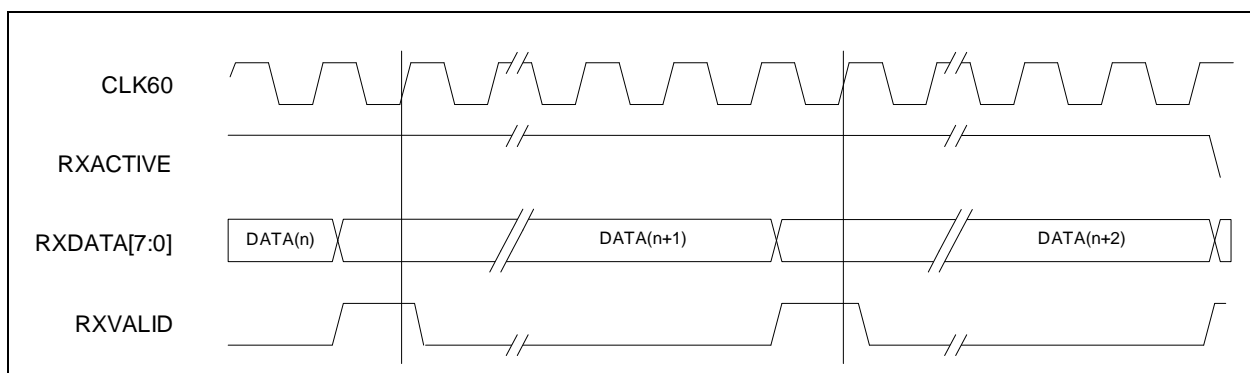 CLK60
RXACTIVE
RXDATA[7:0]
DATA(n)
DATA(n+1)
DATA(n+2)
RXVALID